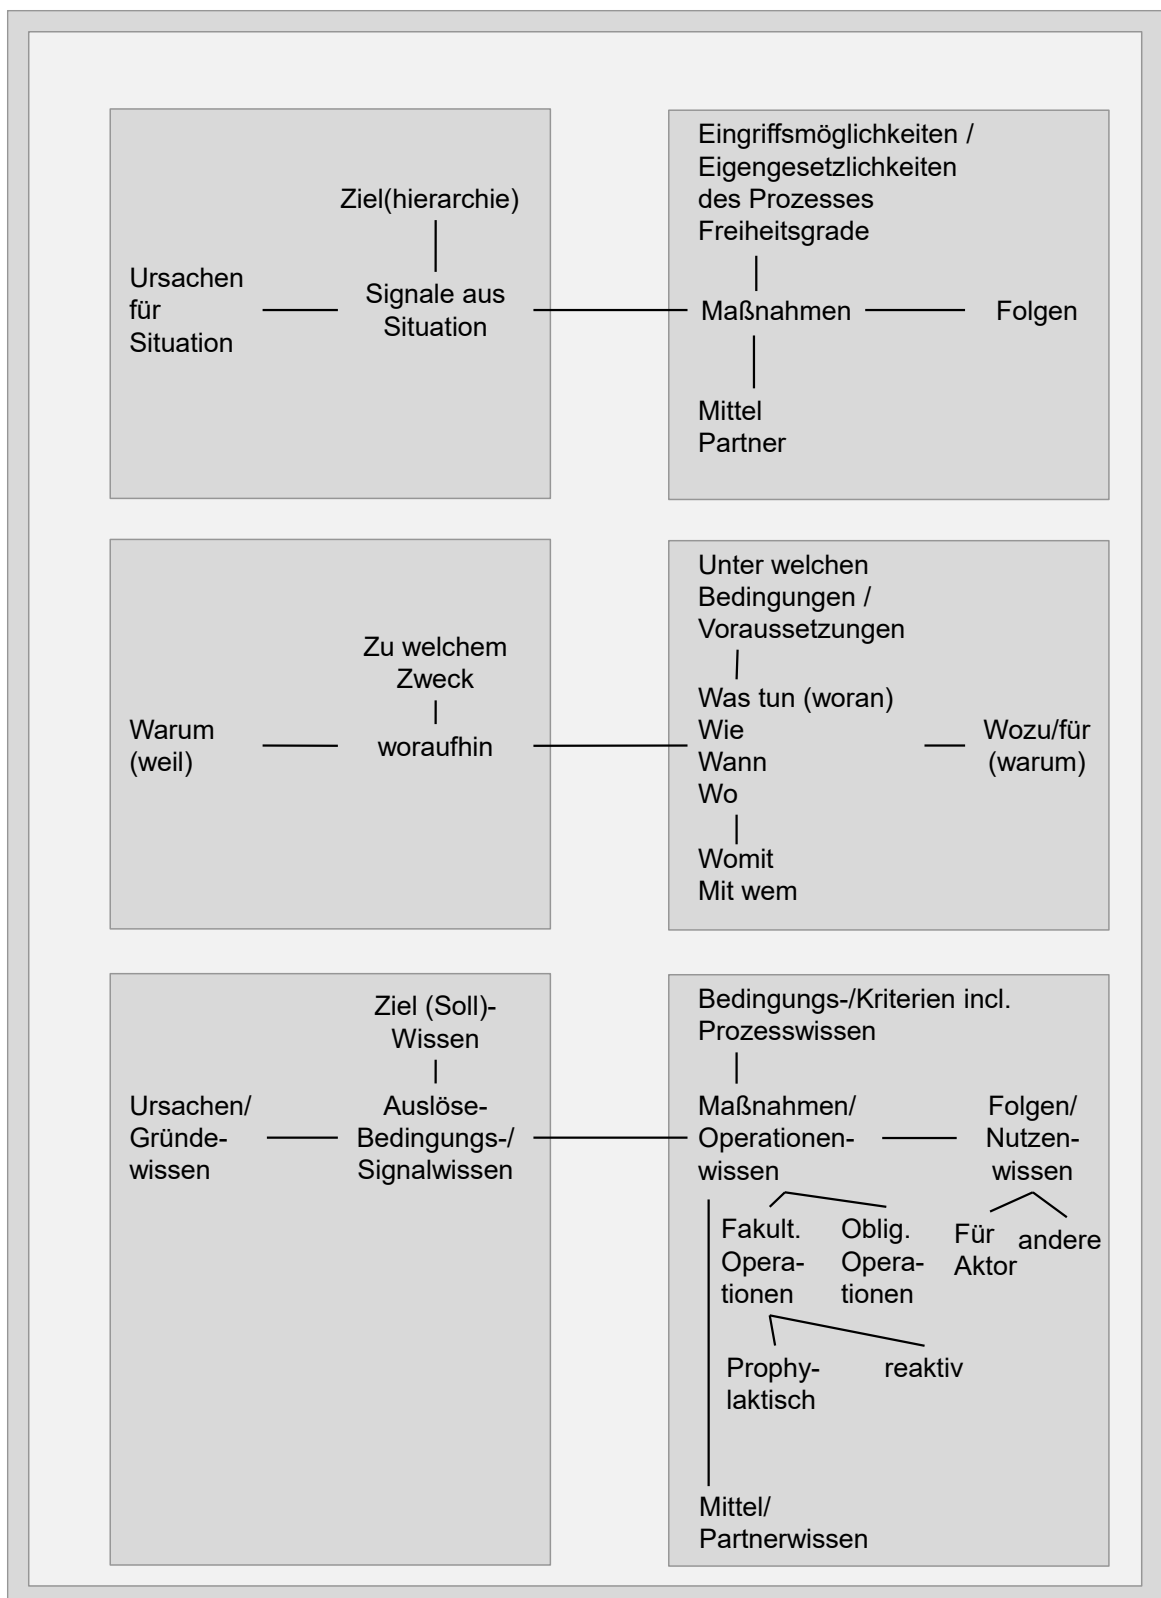 Ziel(hierarchie)
Ursachen
für
Situation
Signale aus
Situation
Eingriffsmöglichkeiten /
Eigengesetzlichkeiten
des Prozesses
Freiheitsgrade
Maßnahmen
Folgen
Mittel
Partner
Zu welchem
Zweck
Warum
(weil)
woraufhin
Unter welchen
Bedingungen /
Voraussetzungen
Was tun (woran)
Wie
Wann
Wo
Wozu/für
(warum)
Womit
Mit wem
Ziel (Soll)-
Wissen
Ursachen/
Gründe-
wissen
Auslöse-
Bedingungs-/
Signalwissen
Bedingungs-/Kriterien incl.
Prozesswissen
Maßnahmen/
Operationen-
wissen
Folgen/
Nutzen-
wissen
Fakult.
Opera-
tionen
Oblig.
Opera-
tionen
Für
Aktor
andere
Prophy-
laktisch
reaktiv
Mittel/
Partnerwissen